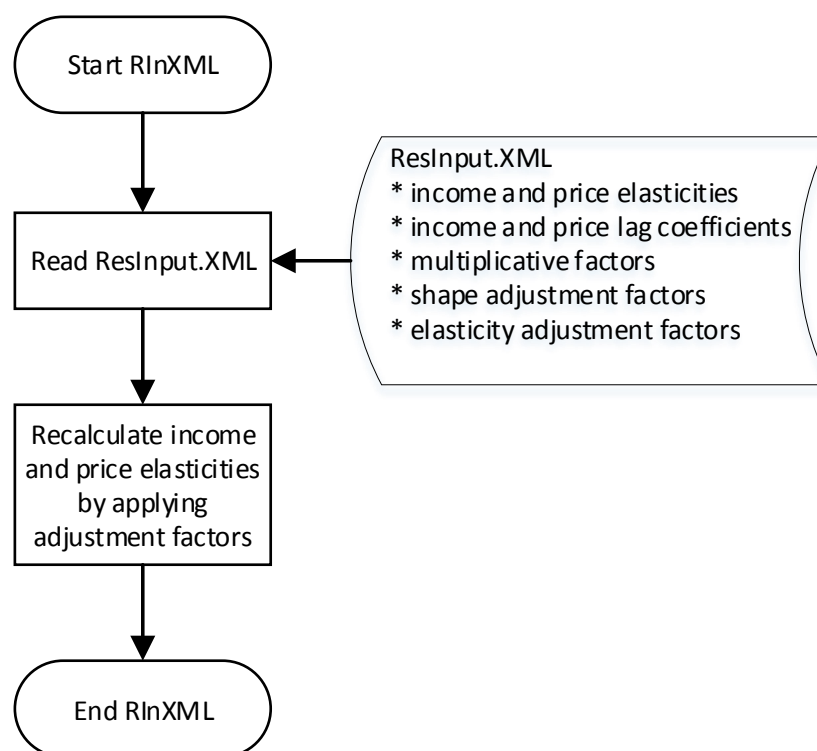 Start RInXML
Read ResInput.XML
ResInput.XML
* income and price elasticities
* income and price lag coefficients
* multiplicative factors
* shape adjustment factors
* elasticity adjustment factors
Recalculate income
and price elasticities
by applying
adjustment factors
End RInXML